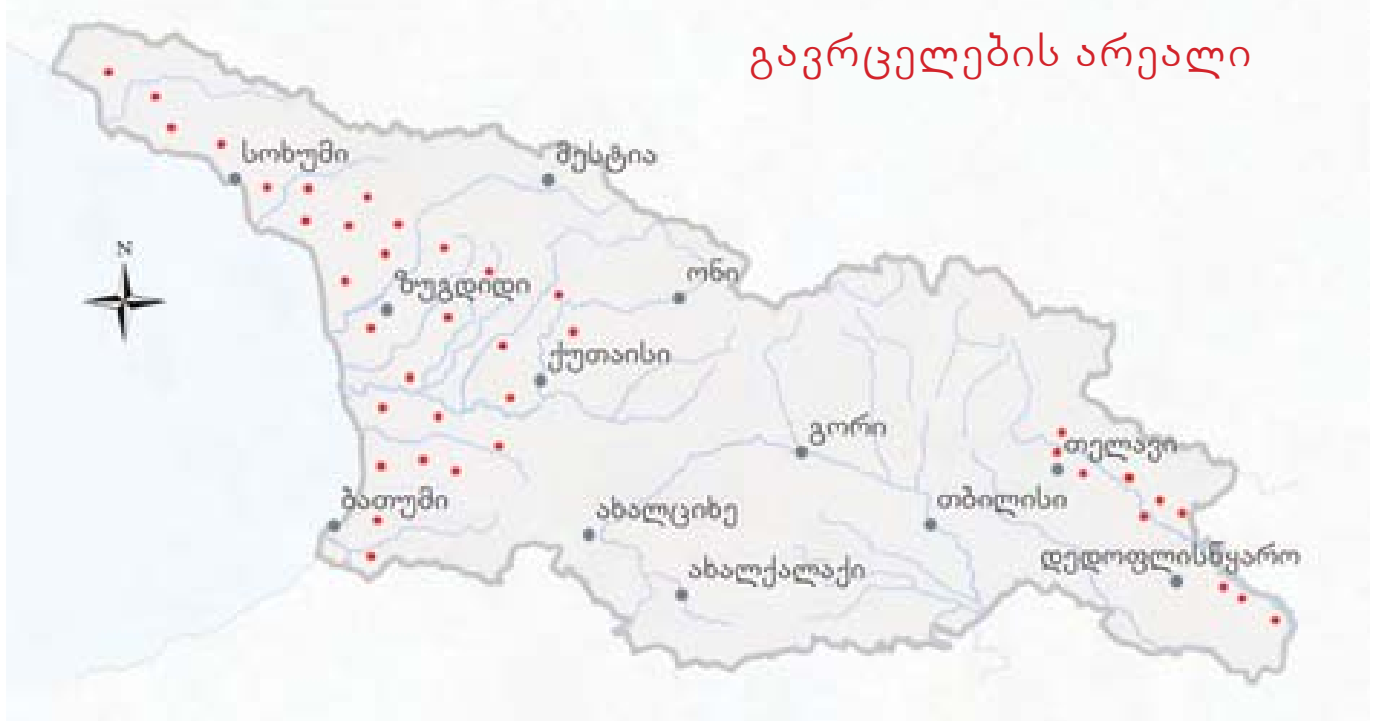 გავრცელების არეალი
სოხუმი
მესტია
N
ონი
ზუგდიდი
ქუთაისი
გორი
თელავი
ბათუმი
ახალციხე
თბილისი
დედოფლისწყარო
ახალქალაქი